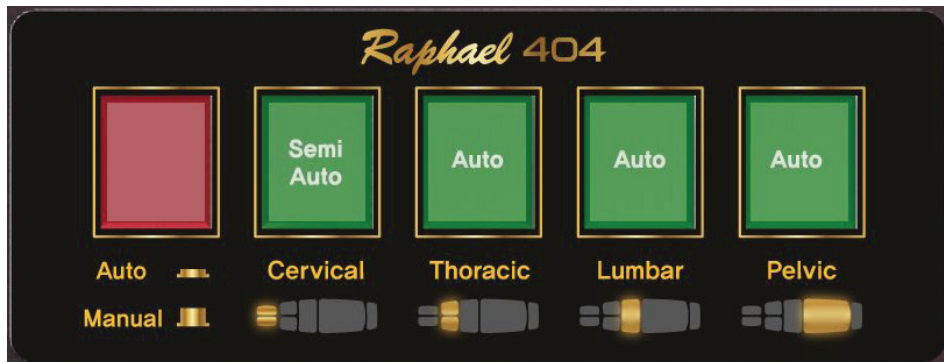 Raphael 404
Semi
Auto
Auto
Auto
Auto
Auto
Cervical
Thoracic
Lumbar
Pelvic
Manual